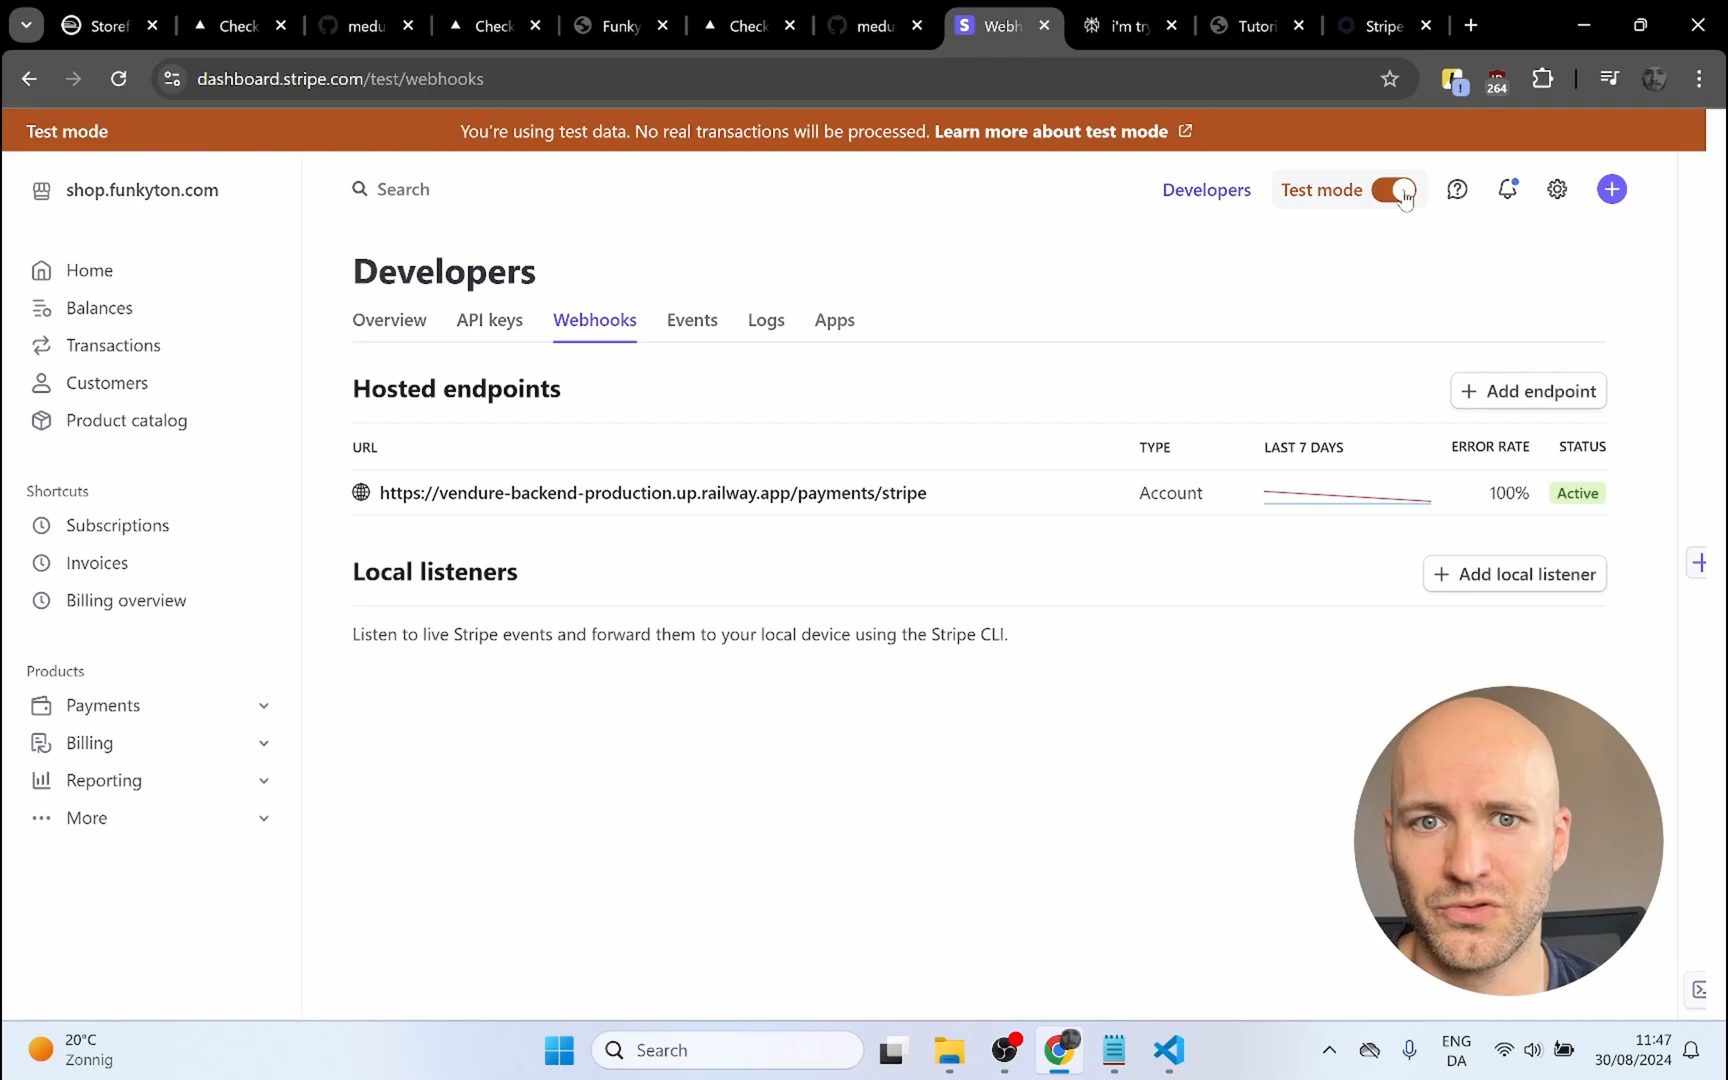 Storef
Check
medu
Check
Funky
Check
medu
Webh
i'm try
Tutori
Stripe
dashboard.stripe.com/test/webhooks
264
Test mode
You're using test data. No real transactions will be processed. Learn more about test mode
shop.funkyton.com
Search
Developers
Test mode
Home
Balances
Transactions
Customers
Product catalog
Shortcuts
Subscriptions
Invoices
Billing overview
Products
Payments
Billing
Reporting
More
Developers
Overview
API keys
Webhooks
Events
Logs
Apps
Hosted endpoints
Add endpoint
URL
TYPE
LAST 7 DAYS
ERROR RATE
STATUS
https://vendure-backend-production.up.railway.app/payments/stripe
Account
100%
Active
Local listeners
Add local listener
Listen to live Stripe events and forward them to your local device using the Stripe CLI.
20°C
Zonnig
Search
ENG
DA
11:47
30/08/2024